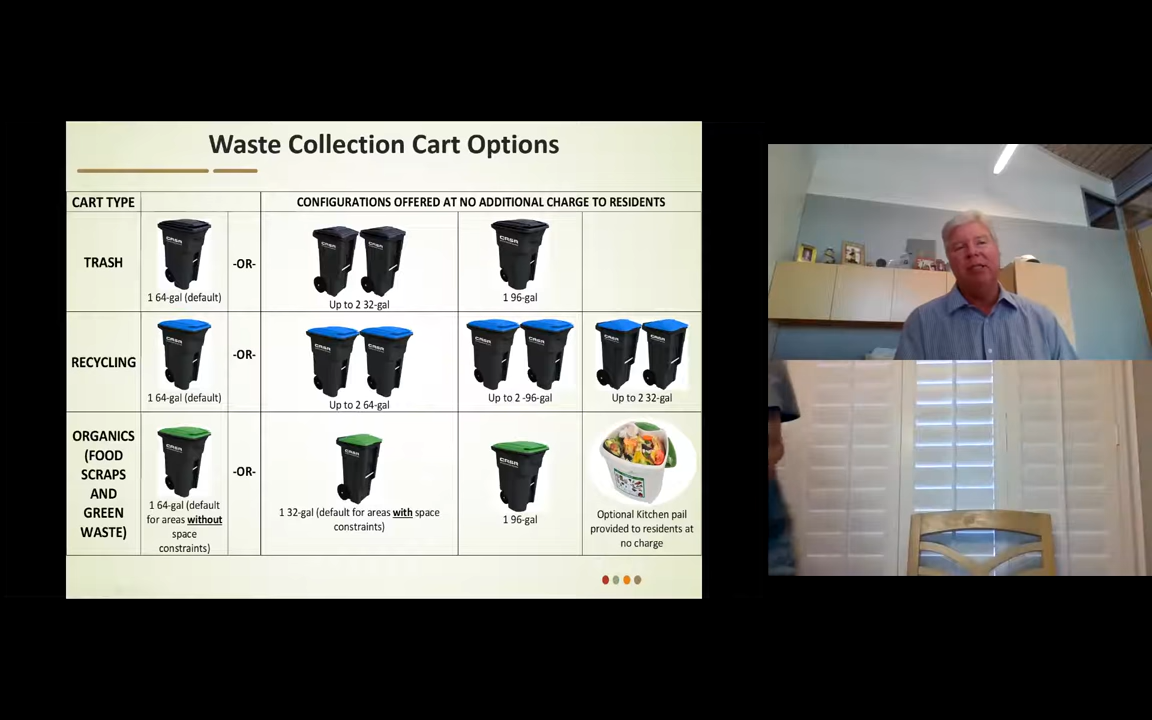 Waste Collection Cart Options
CART TYPE
CONFIGURATIONS OFFERED AT NO ADDITIONAL CHARGE TO RESIDENTS
TRASH
1 64-gal (default)
-OR-
Up to 2 32-gal
1 96-gal
RECYCLING
1 64-gal (default)
-OR-
Up to 2 64-gal
Up to 2 -96-gal
Up to 2 32-gal
ORGANICS
(FOOD
SCRAPS
AND
GREEN
WASTE)
1 64-gal (default
for areas without
space
constraints)
-OR-
1 32-gal (default for areas with space
constraints)
1 96-gal
Optional Kitchen pail
provided to residents at
no charge